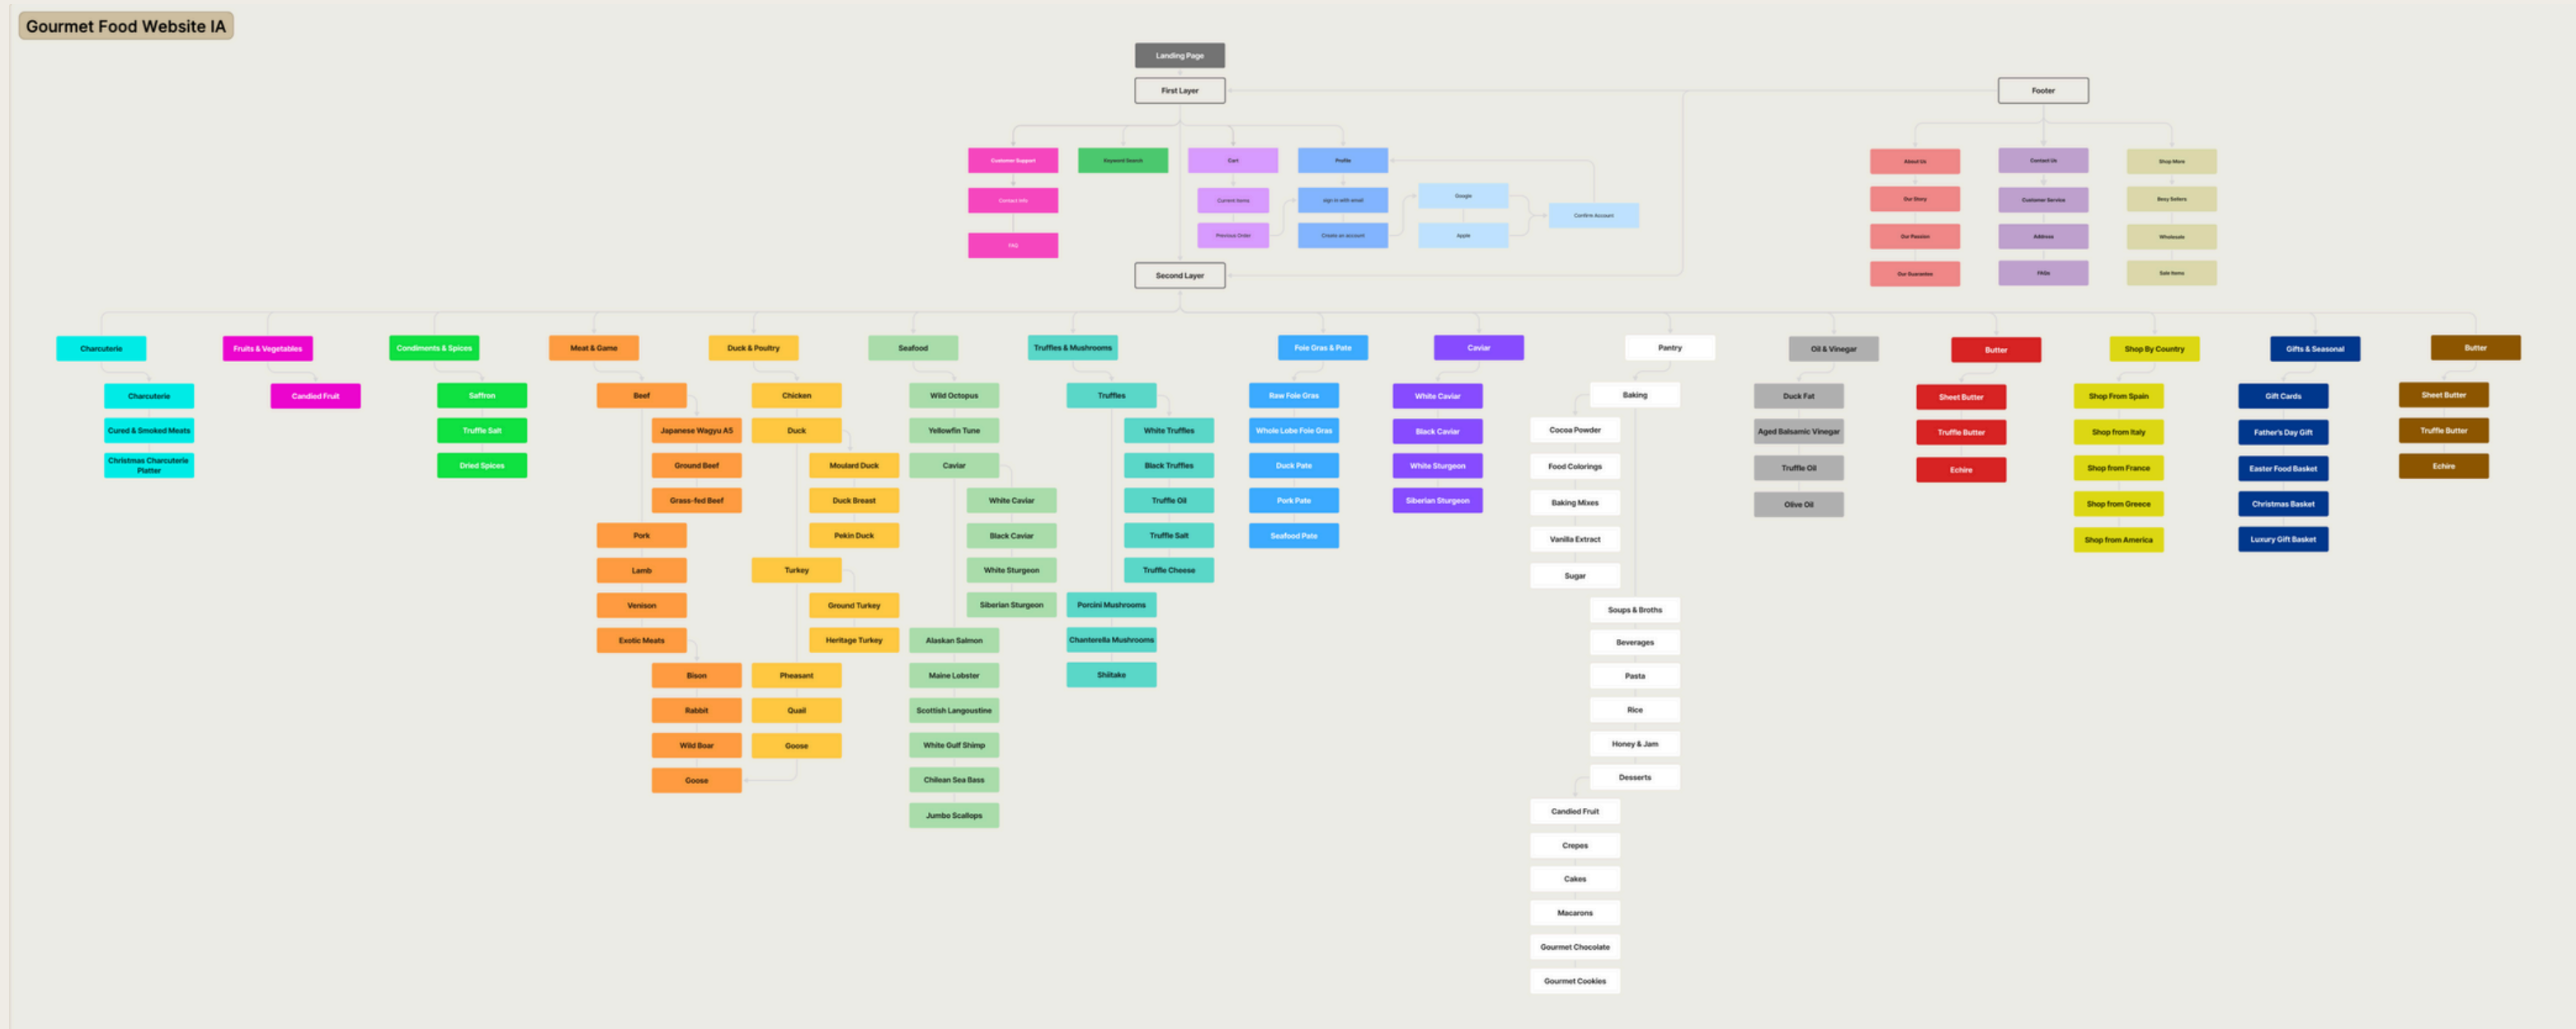 Gourmet Food Website IA
Landing Page
First Layer
Footer
Customer Support
Keyword Search
Cart
Profile
Contact Info
Current Items
sign in with email
Google
Confirm Account
FAQ
Previous Order
Create an account
Apple
About Us
Contact Us
Shop More
Our Story
Customer Service
Besy Sellers
Our Passion
Address
Wholesale
Our Guarantee
FAQs
Sale Items
Second Layer
Charcuterie
Charcuterie
Cured & Smoked Meats
Christmas Charcuterie
Platter
Fruits & Vegetables
Candied Fruit
Condiments & Spices
Saffron
Truffle Salt
Dried Spices
Meat & Game
Beef
Japanese Wagyu A5
Ground Beef
Grass-fed Beef
Pork
Lamb
Venison
Exotic Meats
Bison
Rabbit
Wild Boar
Goose
Duck & Poultry
Chicken
Duck
Moulard Duck
Duck Breast
Pekin Duck
Turkey
Ground Turkey
Heritage Turkey
Pheasant
Quail
Goose
Seafood
Wild Octopus
Yellowfin Tune
Caviar
White Caviar
Black Caviar
White Sturgeon
Siberian Sturgeon
Alaskan Salmon
Maine Lobster
Scottish Langoustine
White Gulf Shimp
Chilean Sea Bass
Jumbo Scallops
Truffles & Mushrooms
Truffles
White Truffles
Black Truffles
Truffle Oil
Truffle Salt
Truffle Cheese
Porcini Mushrooms
Chanterella Mushrooms
Shiitake
Foie Gras & Pate
Raw Foie Gras
Whole Lobe Foie Gras
Duck Pate
Pork Pate
Seafood Pate
Caviar
White Caviar
Black Caviar
White Sturgeon
Siberian Sturgeon
Pantry
Baking
Cocoa Powder
Food Colorings
Baking Mixes
Vanilla Extract
Sugar
Soups & Broths
Beverages
Pasta
Rice
Honey & Jam
Desserts
Candied Fruit
Crepes
Cakes
Macarons
Gourmet Chocolate
Gourmet Cookies
Oil & Vinegar
Duck Fat
Aged Balsamic Vinegar
Truffle Oil
Olive Oil
Butter
Sheet Butter
Truffle Butter
Echire
Shop By Country
Shop From Spain
Shop from Italy
Shop from France
Shop from Greece
Shop from America
Gifts & Seasonal
Gift Cards
Father's Day Gift
Easter Food Basket
Christmas Basket
Luxury Gift Basket
Butter
Sheet Butter
Truffle Butter
Echire